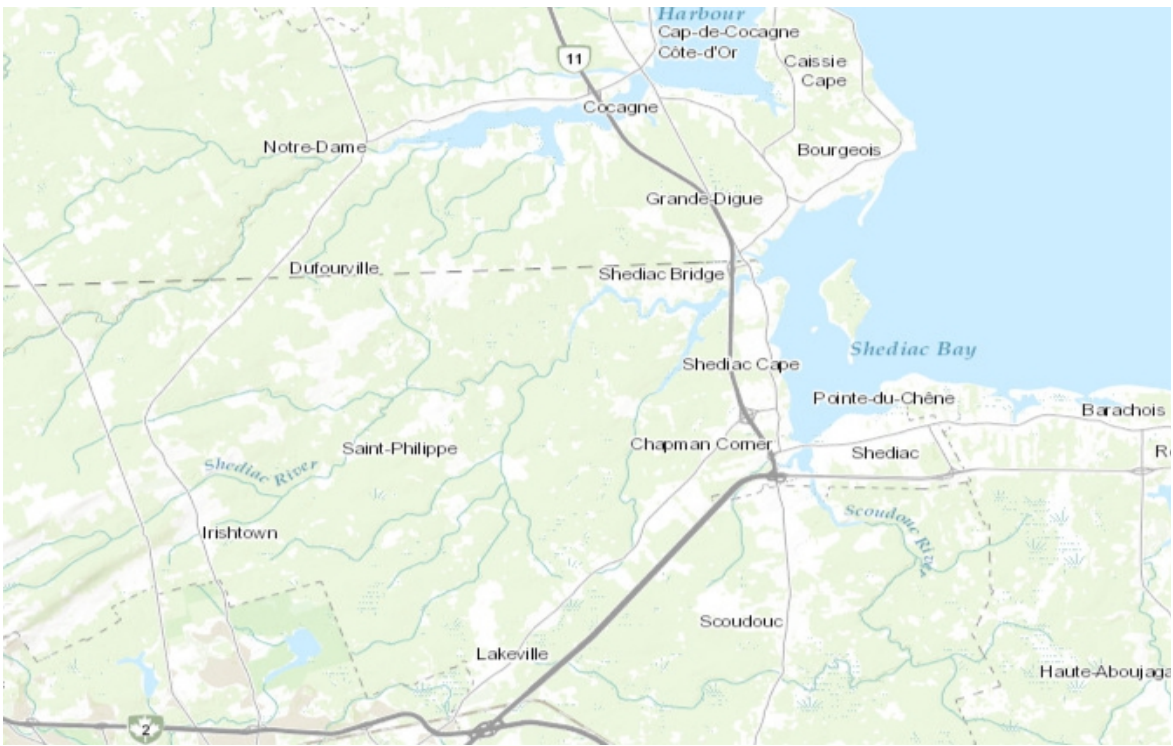 Harbour
Cap-de-Cocagne
Côte-d'Or
11
Caissie
Cape
Cocagne
Notre-Dame
Bourgeois
Grande-Digue
Dufourville
Shediac Bridge
Shediac Bay
Shediac Cape
Pointe-du-Chêne
Barachois
Chapman Corner
Saint-Philippe
Shediac
Shediac River
Scoudouc River
Irishtown
Scoudouc
Lakeville
Haute-Aboujaga
2